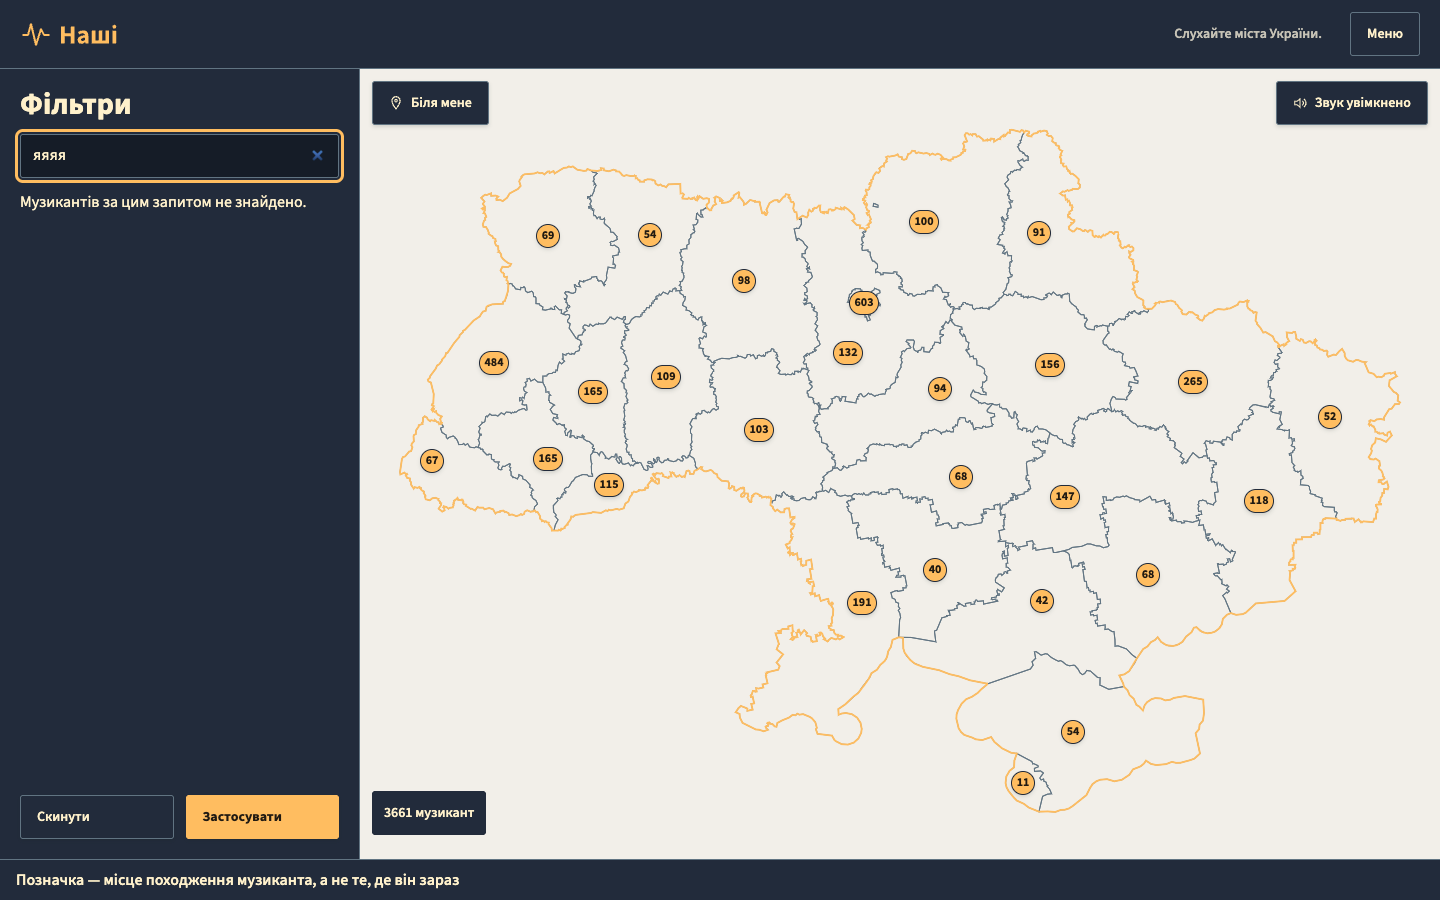 Наші
Слухайте міста України.
Меню
Фільтри
яяяя
Музикантів за цим запитом не знайдено.
Біля мене
Звук увімкнено
100
91
69
54
98
603
132
484
109
156
94
265
165
52
103
67
165
68
115
147
118
40
68
42
191
54
11
Скинути
Застосувати
3661 музикант
Позначка — місце походження музиканта, а не те, де він зараз